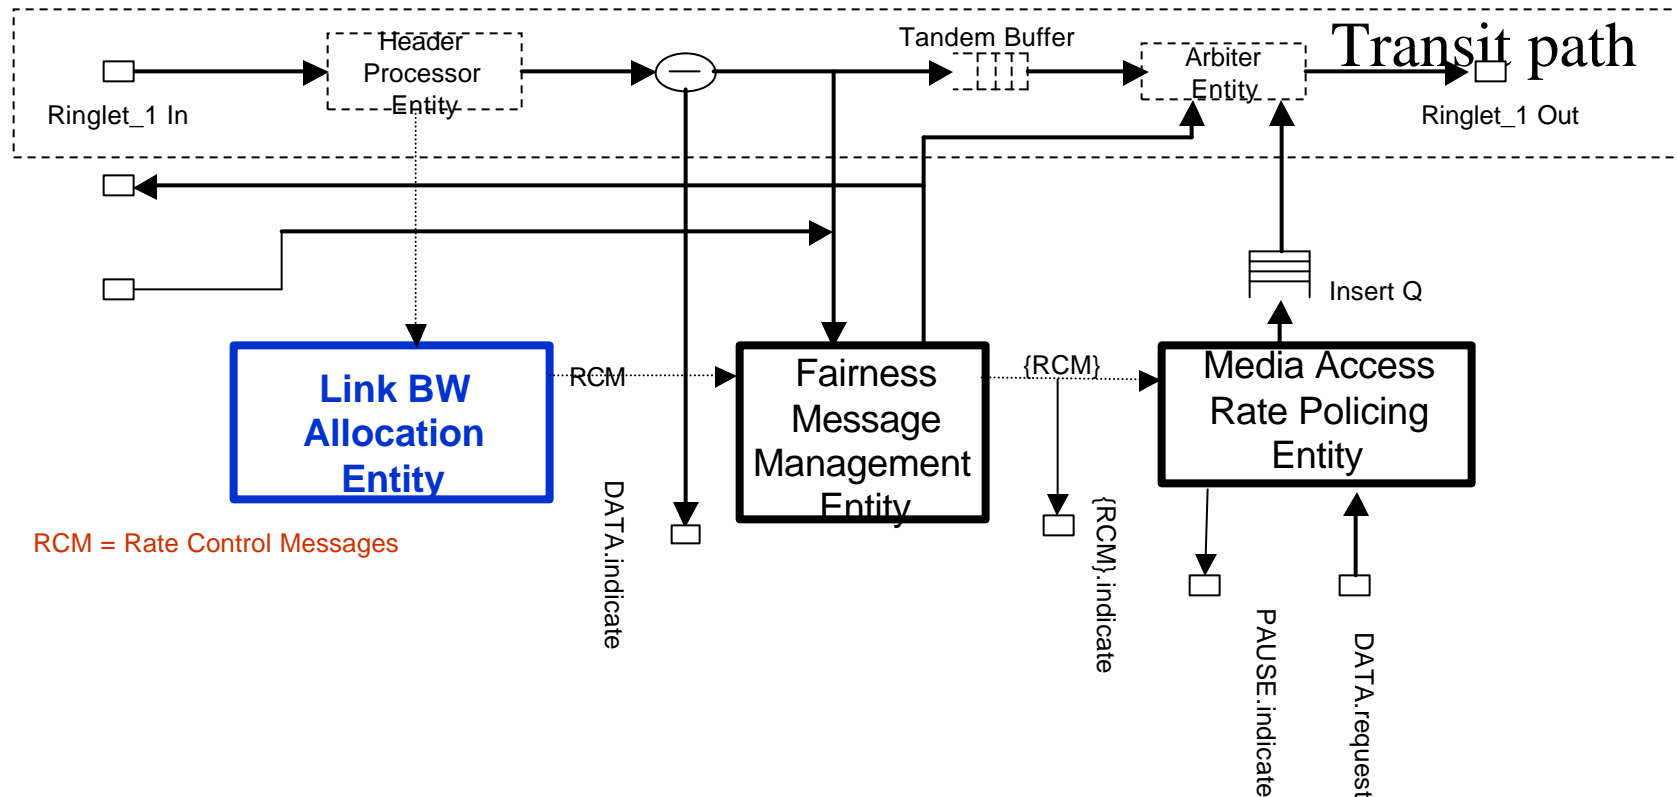 Transit path
Header
Processor
Entity
Tandem Buffer
Arbiter
Entity
Ringlet_1 In
Ringlet_1 Out
Insert Q
Link BW
Allocation
Entity
RCM
Fairness
Message
Management
Entity
{RCM}
Media Access
Rate Policing
Entity
DATA.indicate
{RCM}.indicate
RCM = Rate Control Messages
PAUSE.indicate
DATA.request